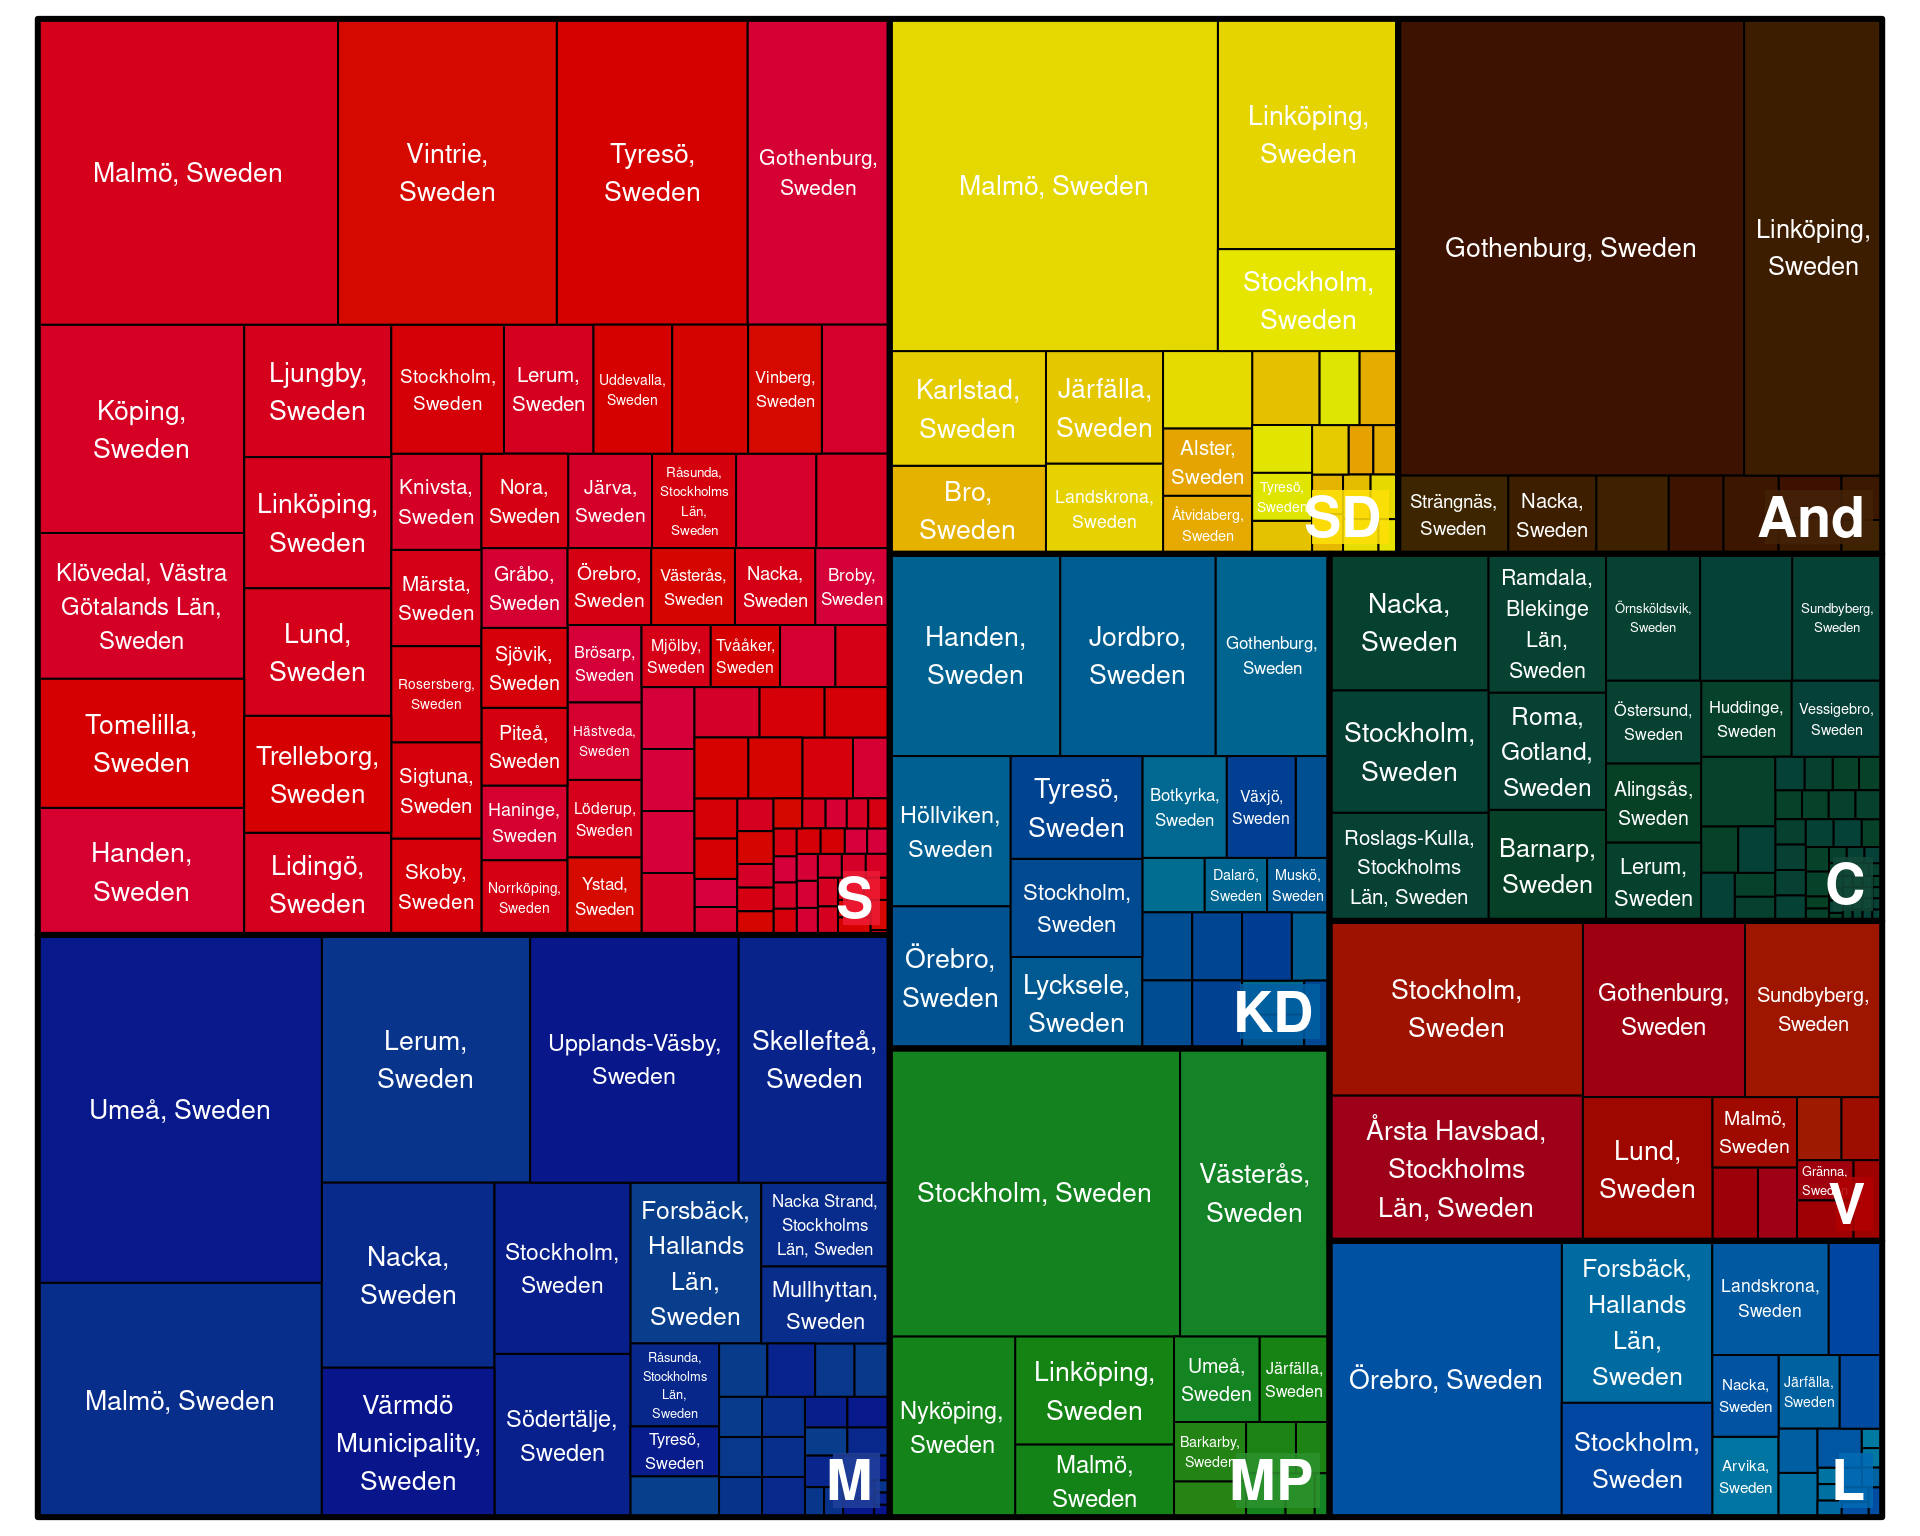 Malmö, Sweden
Vintrie,
Sweden
Tyresö,
Sweden
Gothenburg,
Sweden
Köping,
Sweden
Klövedal, Västra
Götalands Län,
Sweden
Tomelilla,
Sweden
Handen,
Sweden
Ljungby,
Sweden
Linköping,
Sweden
Lund,
Sweden
Trelleborg,
Sweden
Lidingö,
Sweden
Stockholm,
Sweden
Lerum,
Sweden
Uddevalla,
Sweden
Vinberg,
Sweden
Knivsta,
Sweden
Nora,
Sweden
Järva,
Sweden
Råsunda,
Stockholms
Län,
Sweden
Märsta,
Sweden
Gråbo,
Sweden
Örebro,
Sweden
Västerås,
Sweden
Nacka,
Sweden
Broby,
Sweden
Rosersberg,
Sweden
Sjövik,
Sweden
Brösarp,
Sweden
Mjölby,
Sweden
Tvååker,
Sweden
Sigtuna,
Sweden
Piteå,
Sweden
Hästveda,
Sweden
Skoby,
Sweden
Haninge,
Sweden
Löderup,
Sweden
Norrköping,
Sweden
Ystad,
Sweden
S
Umeå, Sweden
Malmö, Sweden
Lerum,
Sweden
Upplands-Väsby,
Sweden
Skellefteå,
Sweden
Nacka,
Sweden
Värmdö
Municipality,
Sweden
Stockholm,
Sweden
Södertälje,
Sweden
Forsbäck,
Hallands
Län,
Sweden
Nacka Strand,
Stockholms
Län, Sweden
Mullhyttan,
Sweden
Råsunda,
Stockholms
Län,
Sweden
Tyresö,
Sweden
M
Malmö, Sweden
Linköping,
Sweden
Stockholm,
Sweden
Karlstad,
Sweden
Bro,
Sweden
Järfälla,
Sweden
Landskrona,
Sweden
Alster,
Sweden
Åtvidaberg,
Sweden
Tyresö,
Sweden
SD
Gothenburg, Sweden
Linköping,
Sweden
Strängnäs,
Sweden
Nacka,
Sweden
And
Handen,
Sweden
Jordbro,
Sweden
Gothenburg,
Sweden
Höllviken,
Sweden
Örebro,
Sweden
Tyresö,
Sweden
Stockholm,
Sweden
Lycksele,
Sweden
Botkyrka,
Sweden
Växjö,
Sweden
Dalarö,
Sweden
Muskö,
Sweden
KD
Nacka,
Sweden
Stockholm,
Sweden
Roslags-Kulla,
Stockholms
Län, Sweden
Ramdala,
Blekinge
Län,
Sweden
Roma,
Gotland,
Sweden
Barnarp,
Sweden
Örnsköldsvik,
Sweden
Sundbyberg,
Sweden
Östersund,
Sweden
Huddinge,
Sweden
Vessigebro,
Sweden
Alingsås,
Sweden
Lerum,
Sweden
C
Stockholm, Sweden
Västerås,
Sweden
Nyköping,
Sweden
Linköping,
Sweden
Malmö,
Sweden
Umeå,
Sweden
Järfälla,
Sweden
Barkarby,
Sweden
MP
Stockholm,
Sweden
Gothenburg,
Sweden
Sundbyberg,
Sweden
Årsta Havsbad,
Stockholms
Län, Sweden
Lund,
Sweden
Malmö,
Sweden
Gränna,
Sweden
V
Örebro, Sweden
Forsbäck,
Hallands
Län,
Sweden
Stockholm,
Sweden
Landskrona,
Sweden
Nacka,
Sweden
Järfälla,
Sweden
Arvika,
Sweden
L